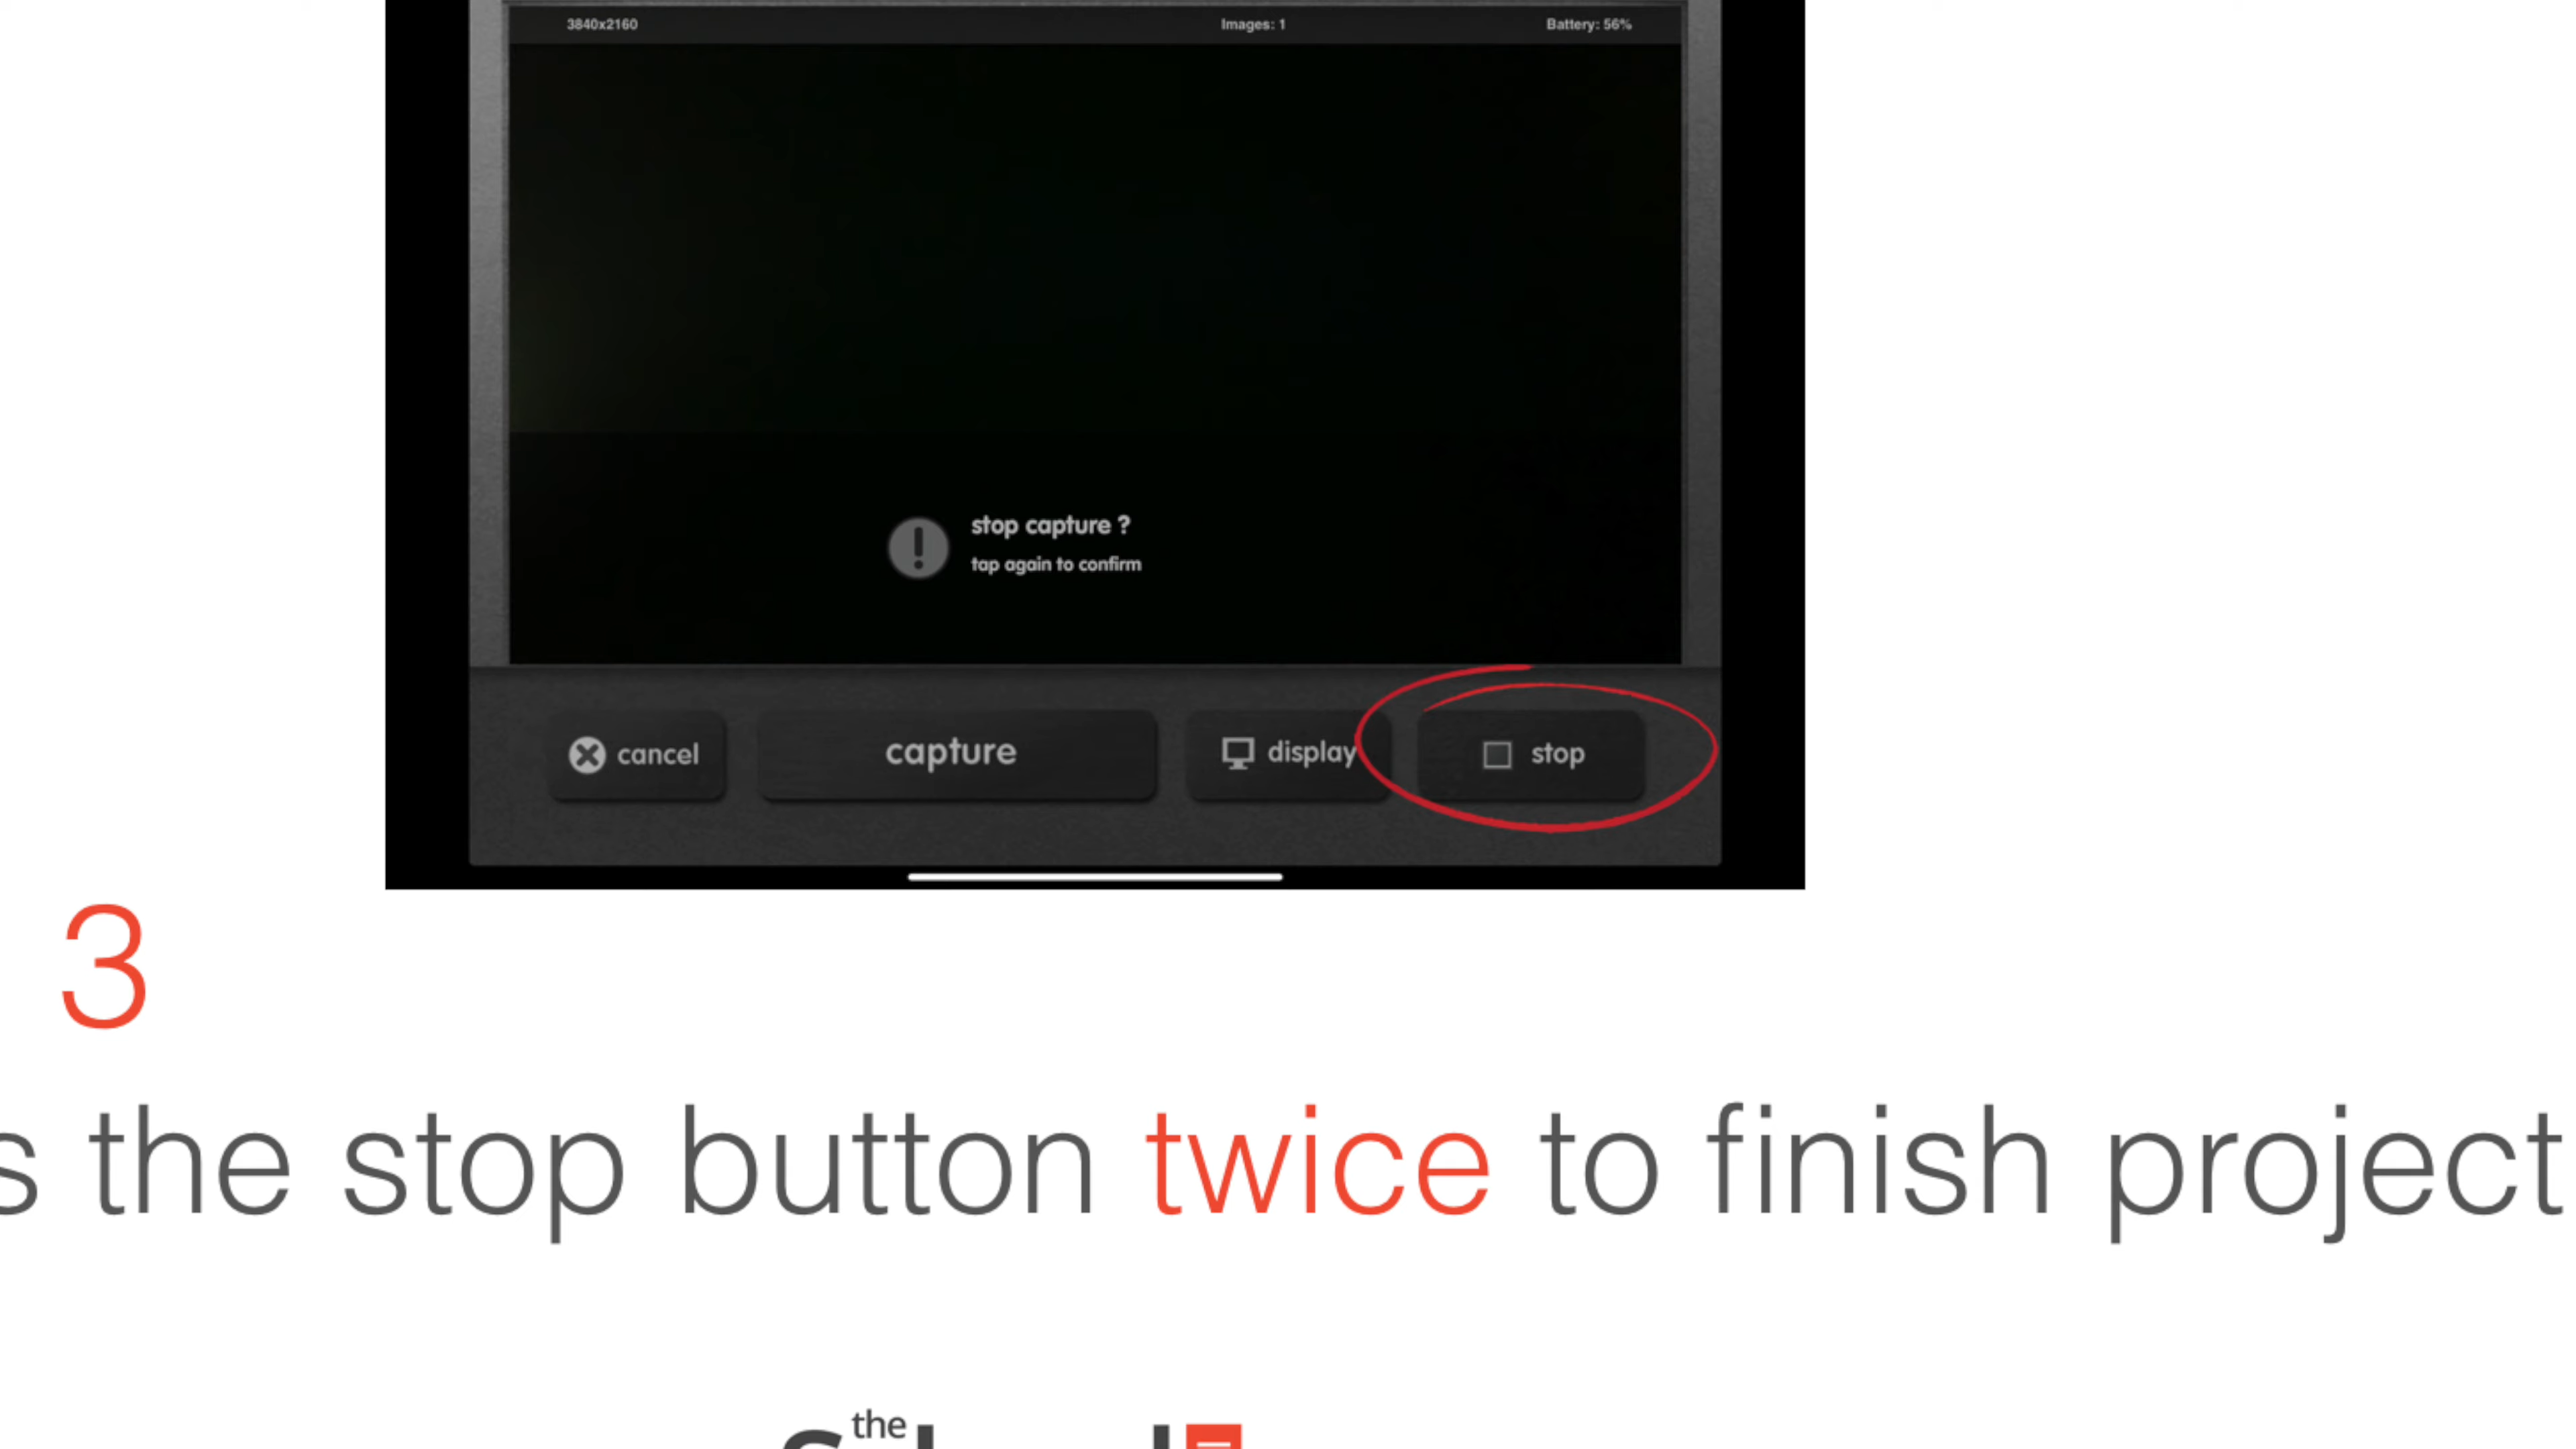 3840x2160 Images: 1 Battery: 56%
stop capture ?
tap again to confirm
cancel capture display stop
3
s the stop button twice to finish project
the